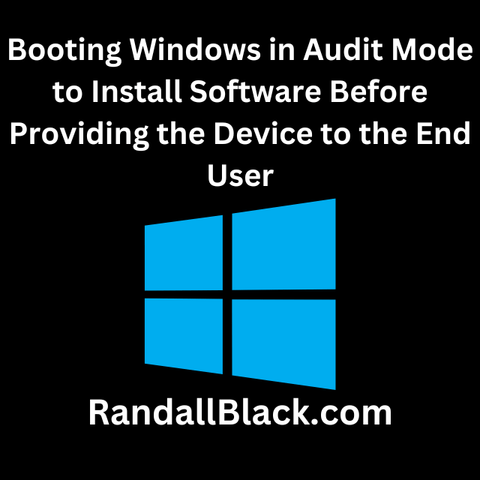 Booting Windows in Audit Mode
to Install Software Before
Providing the Device to the End
User
RandallBlack.com